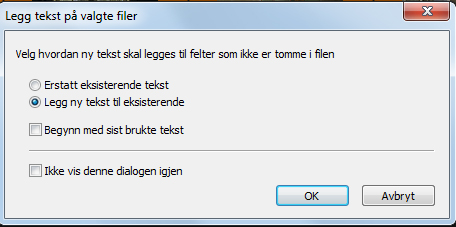 Legg tekst på valgte filer
Velg hvordan ny tekst skal legges til felter som ikke er tomme i filen
Erstatt eksisterende tekst
Legg ny tekst til eksisterende
Begynn med sist brukte tekst
Ikke vis denne dialogen igjen
OK
Avbryt